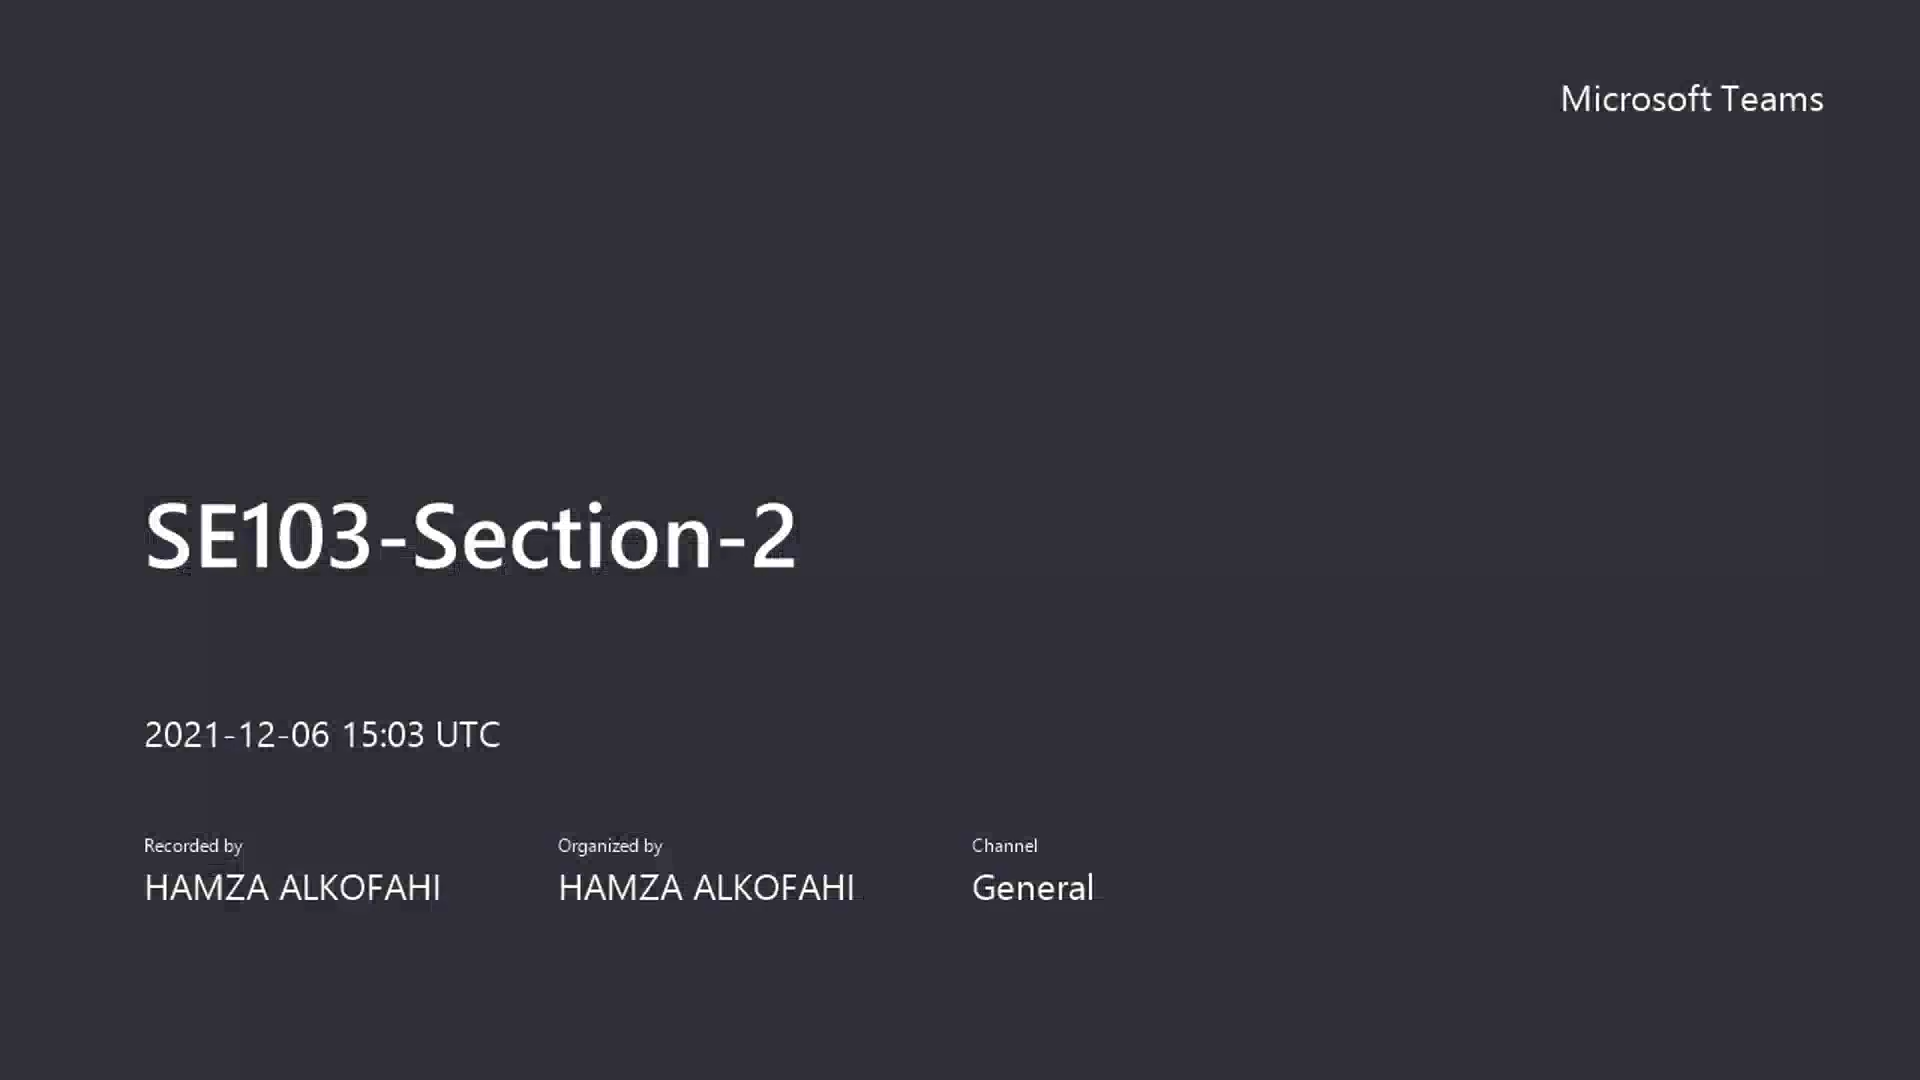 Microsoft Teams
SE103-Section-2
2021-12-06 15:03 UTC
Recorded by
HAMZA ALKOFAHI
Organized by
HAMZA ALKOFAHI
Channel
General